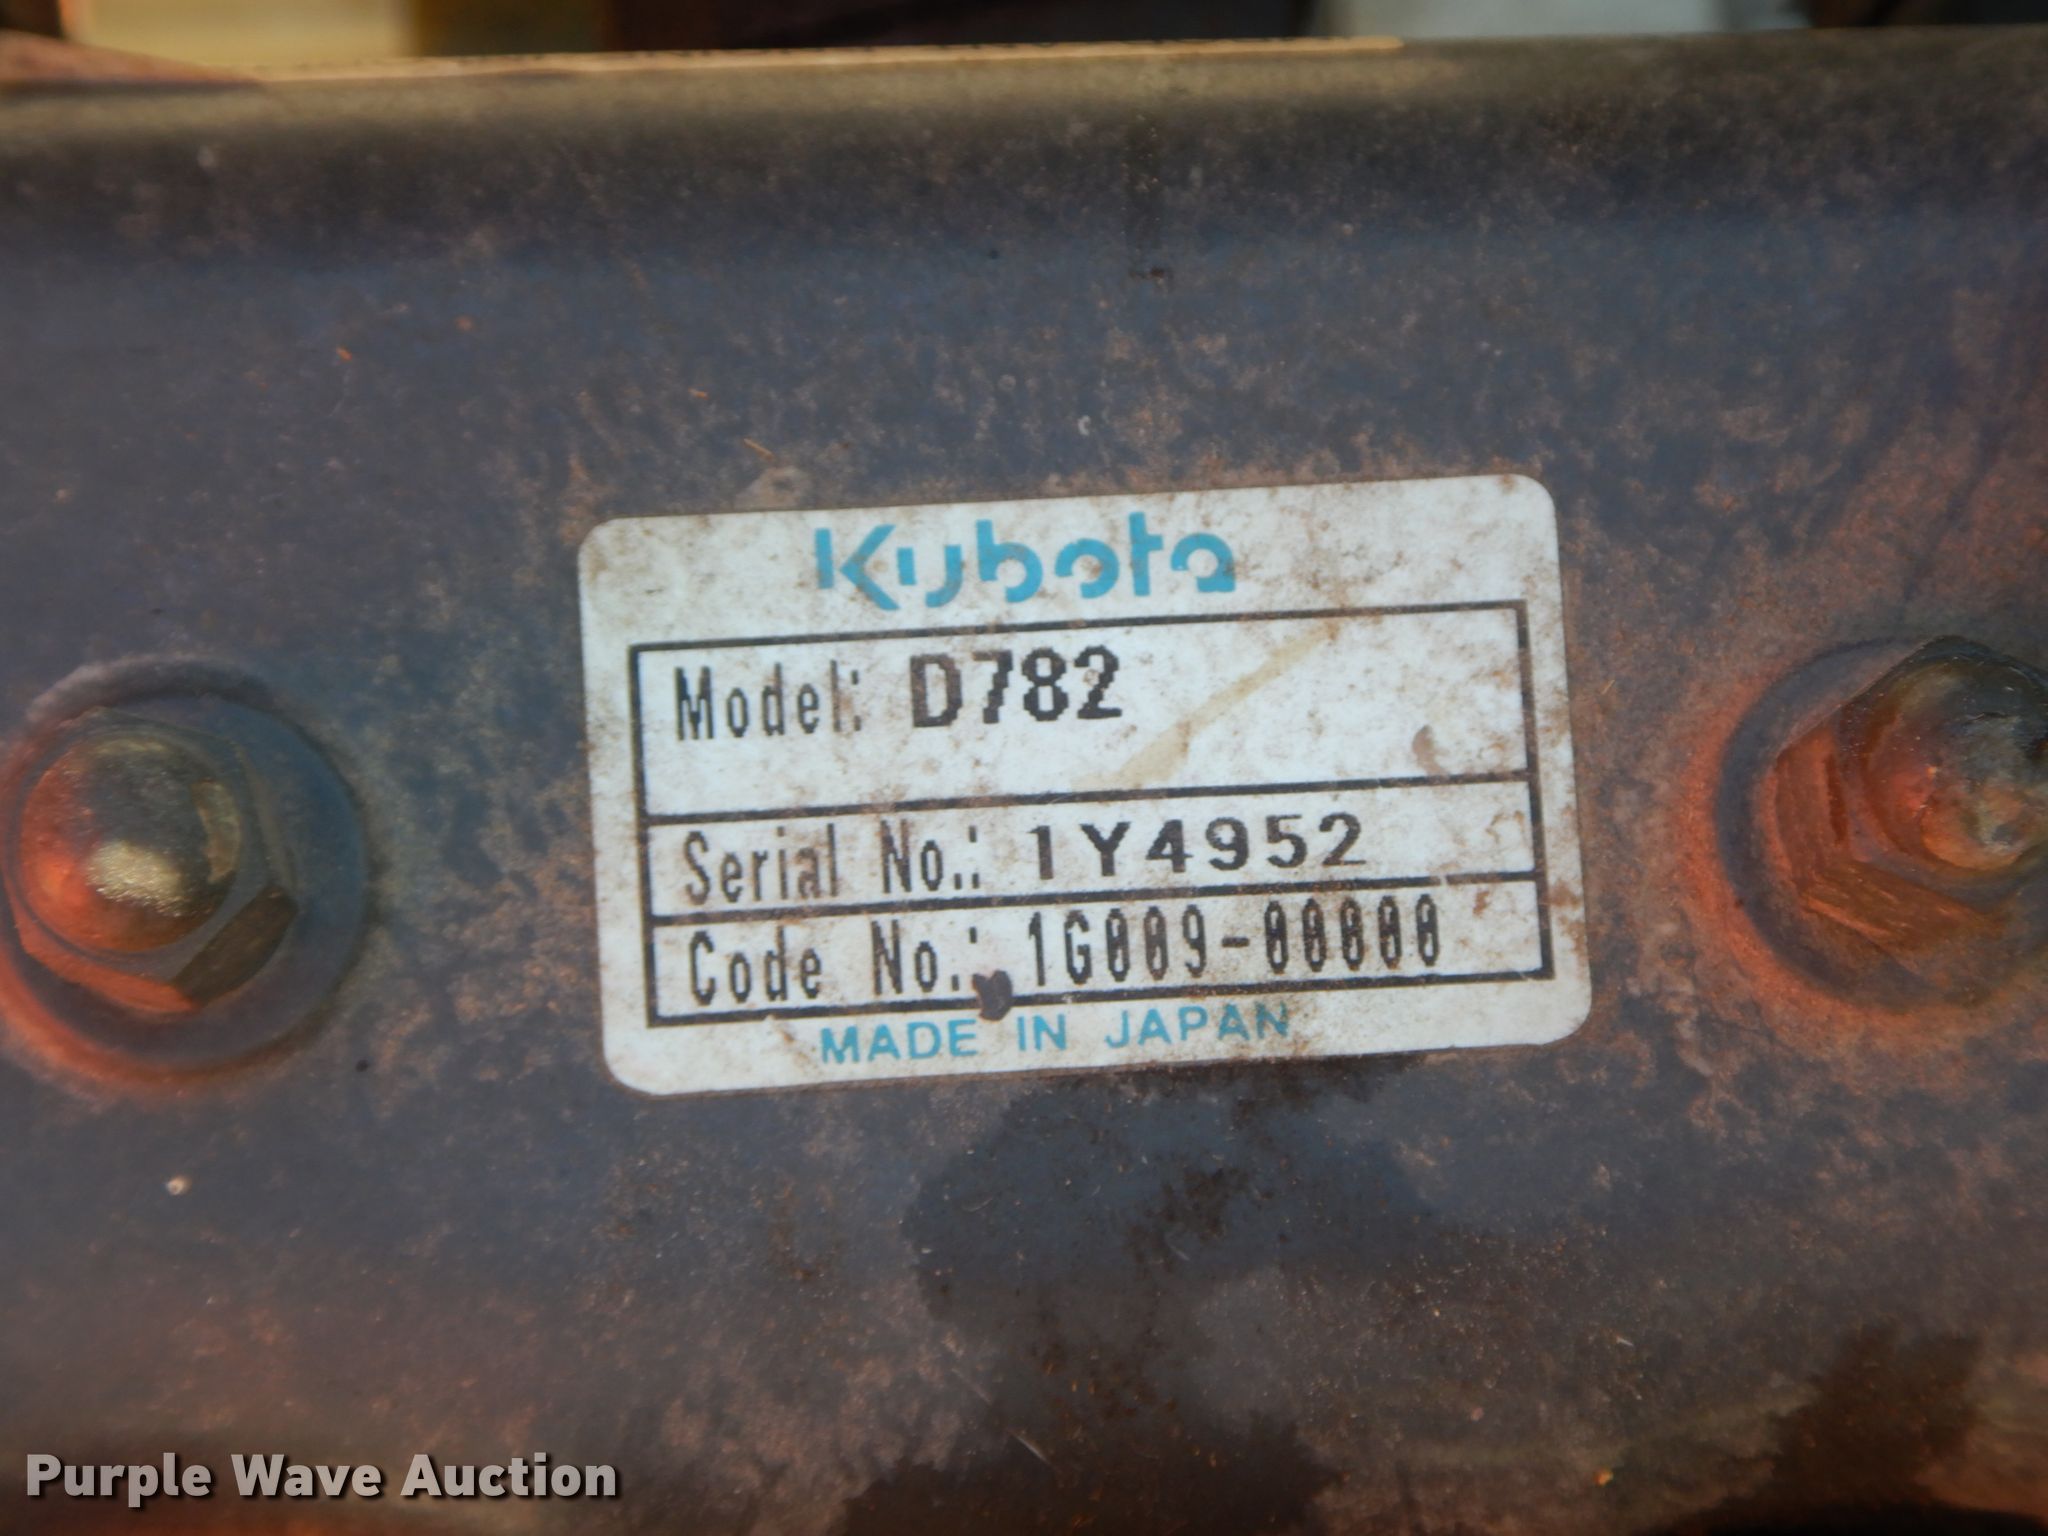 Kubota
Model: D782
Serial No.: 1Y4952
Code No.: 1G009-00000
MADE IN JAPAN
Purple Wave Auction